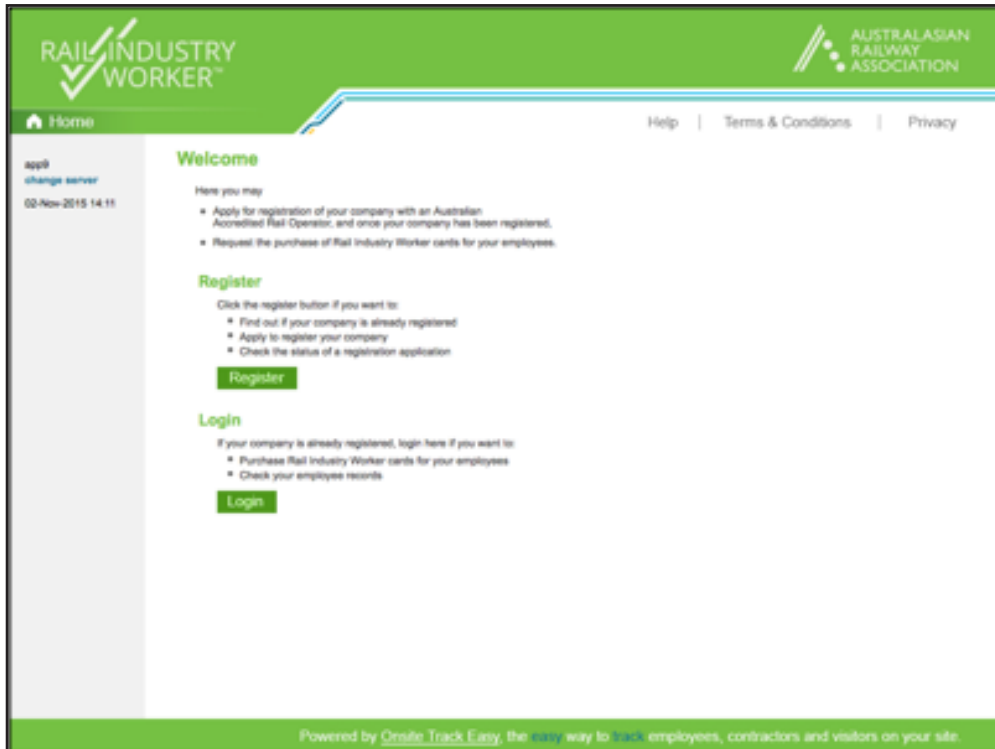 RAIL INDUSTRY
WORKER™
AUSTRALASIAN
RAILWAY
ASSOCIATION
Home
Help | Terms & Conditions | Privacy
app9
change server
02-Nov-2015 14:11
Welcome
Here you may
Apply for registration of your company with an Australian
Accredited Rail Operator, and once your company has been registered,
Request the purchase of Rail Industry Worker cards for your employees.
Register
Click the register button if you want to:
Find out if your company is already registered
Apply to register your company
Check the status of a registration application
Register
Login
If your company is already registered, login here if you want to:
Purchase Rail Industry Worker cards for your employees
Check your employee records
Login
Powered by Onsite Track Easy, the easy way to track employees, contractors and visitors on your site.